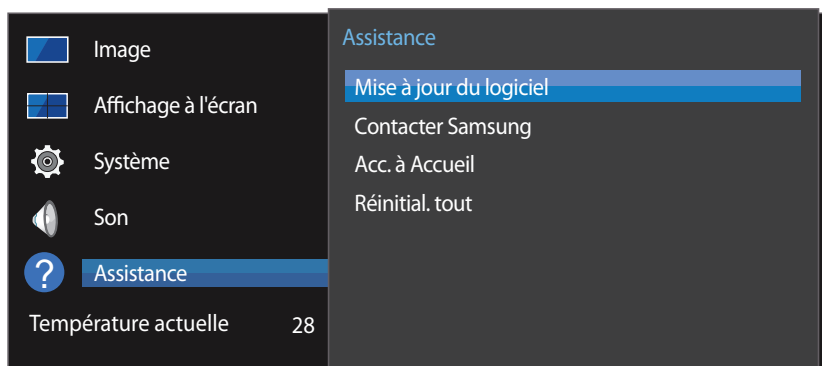 Image
Affichage à l'écran
Système
Son
? Assistance
Température actuelle 28
Assistance
Mise à jour du logiciel
Contacter Samsung
Acc. à Accueil
Réinitial. tout